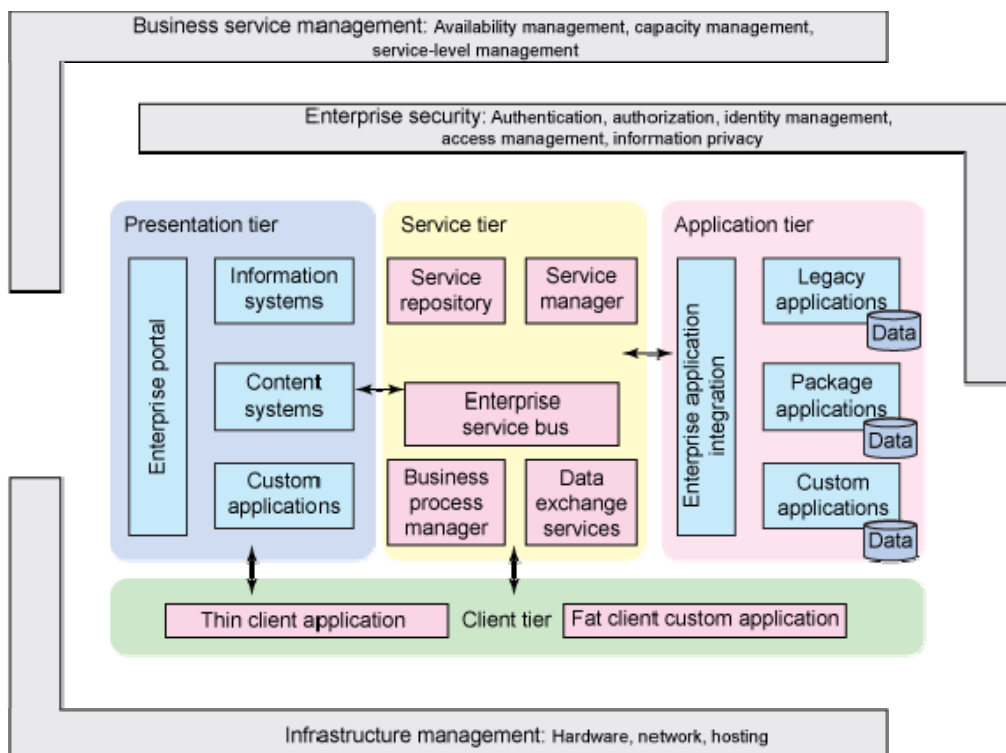 Business service management: Availability management, capacity management,
service-level management
Enterprise security: Authentication, authorization, identity management,
access management, information privacy
Presentation tier
Enterprise portal
Information
systems
Content
systems
Custom
applications
Service tier
Service
repository
Service
manager
Enterprise
service bus
Business
process
manager
Data
exchange
services
Application tier
Enterprise application
integration
Legacy
applications
Data
Package
applications
Data
Custom
applications
Data
Thin client application
Client tier
Fat client custom application
Infrastructure management: Hardware, network, hosting